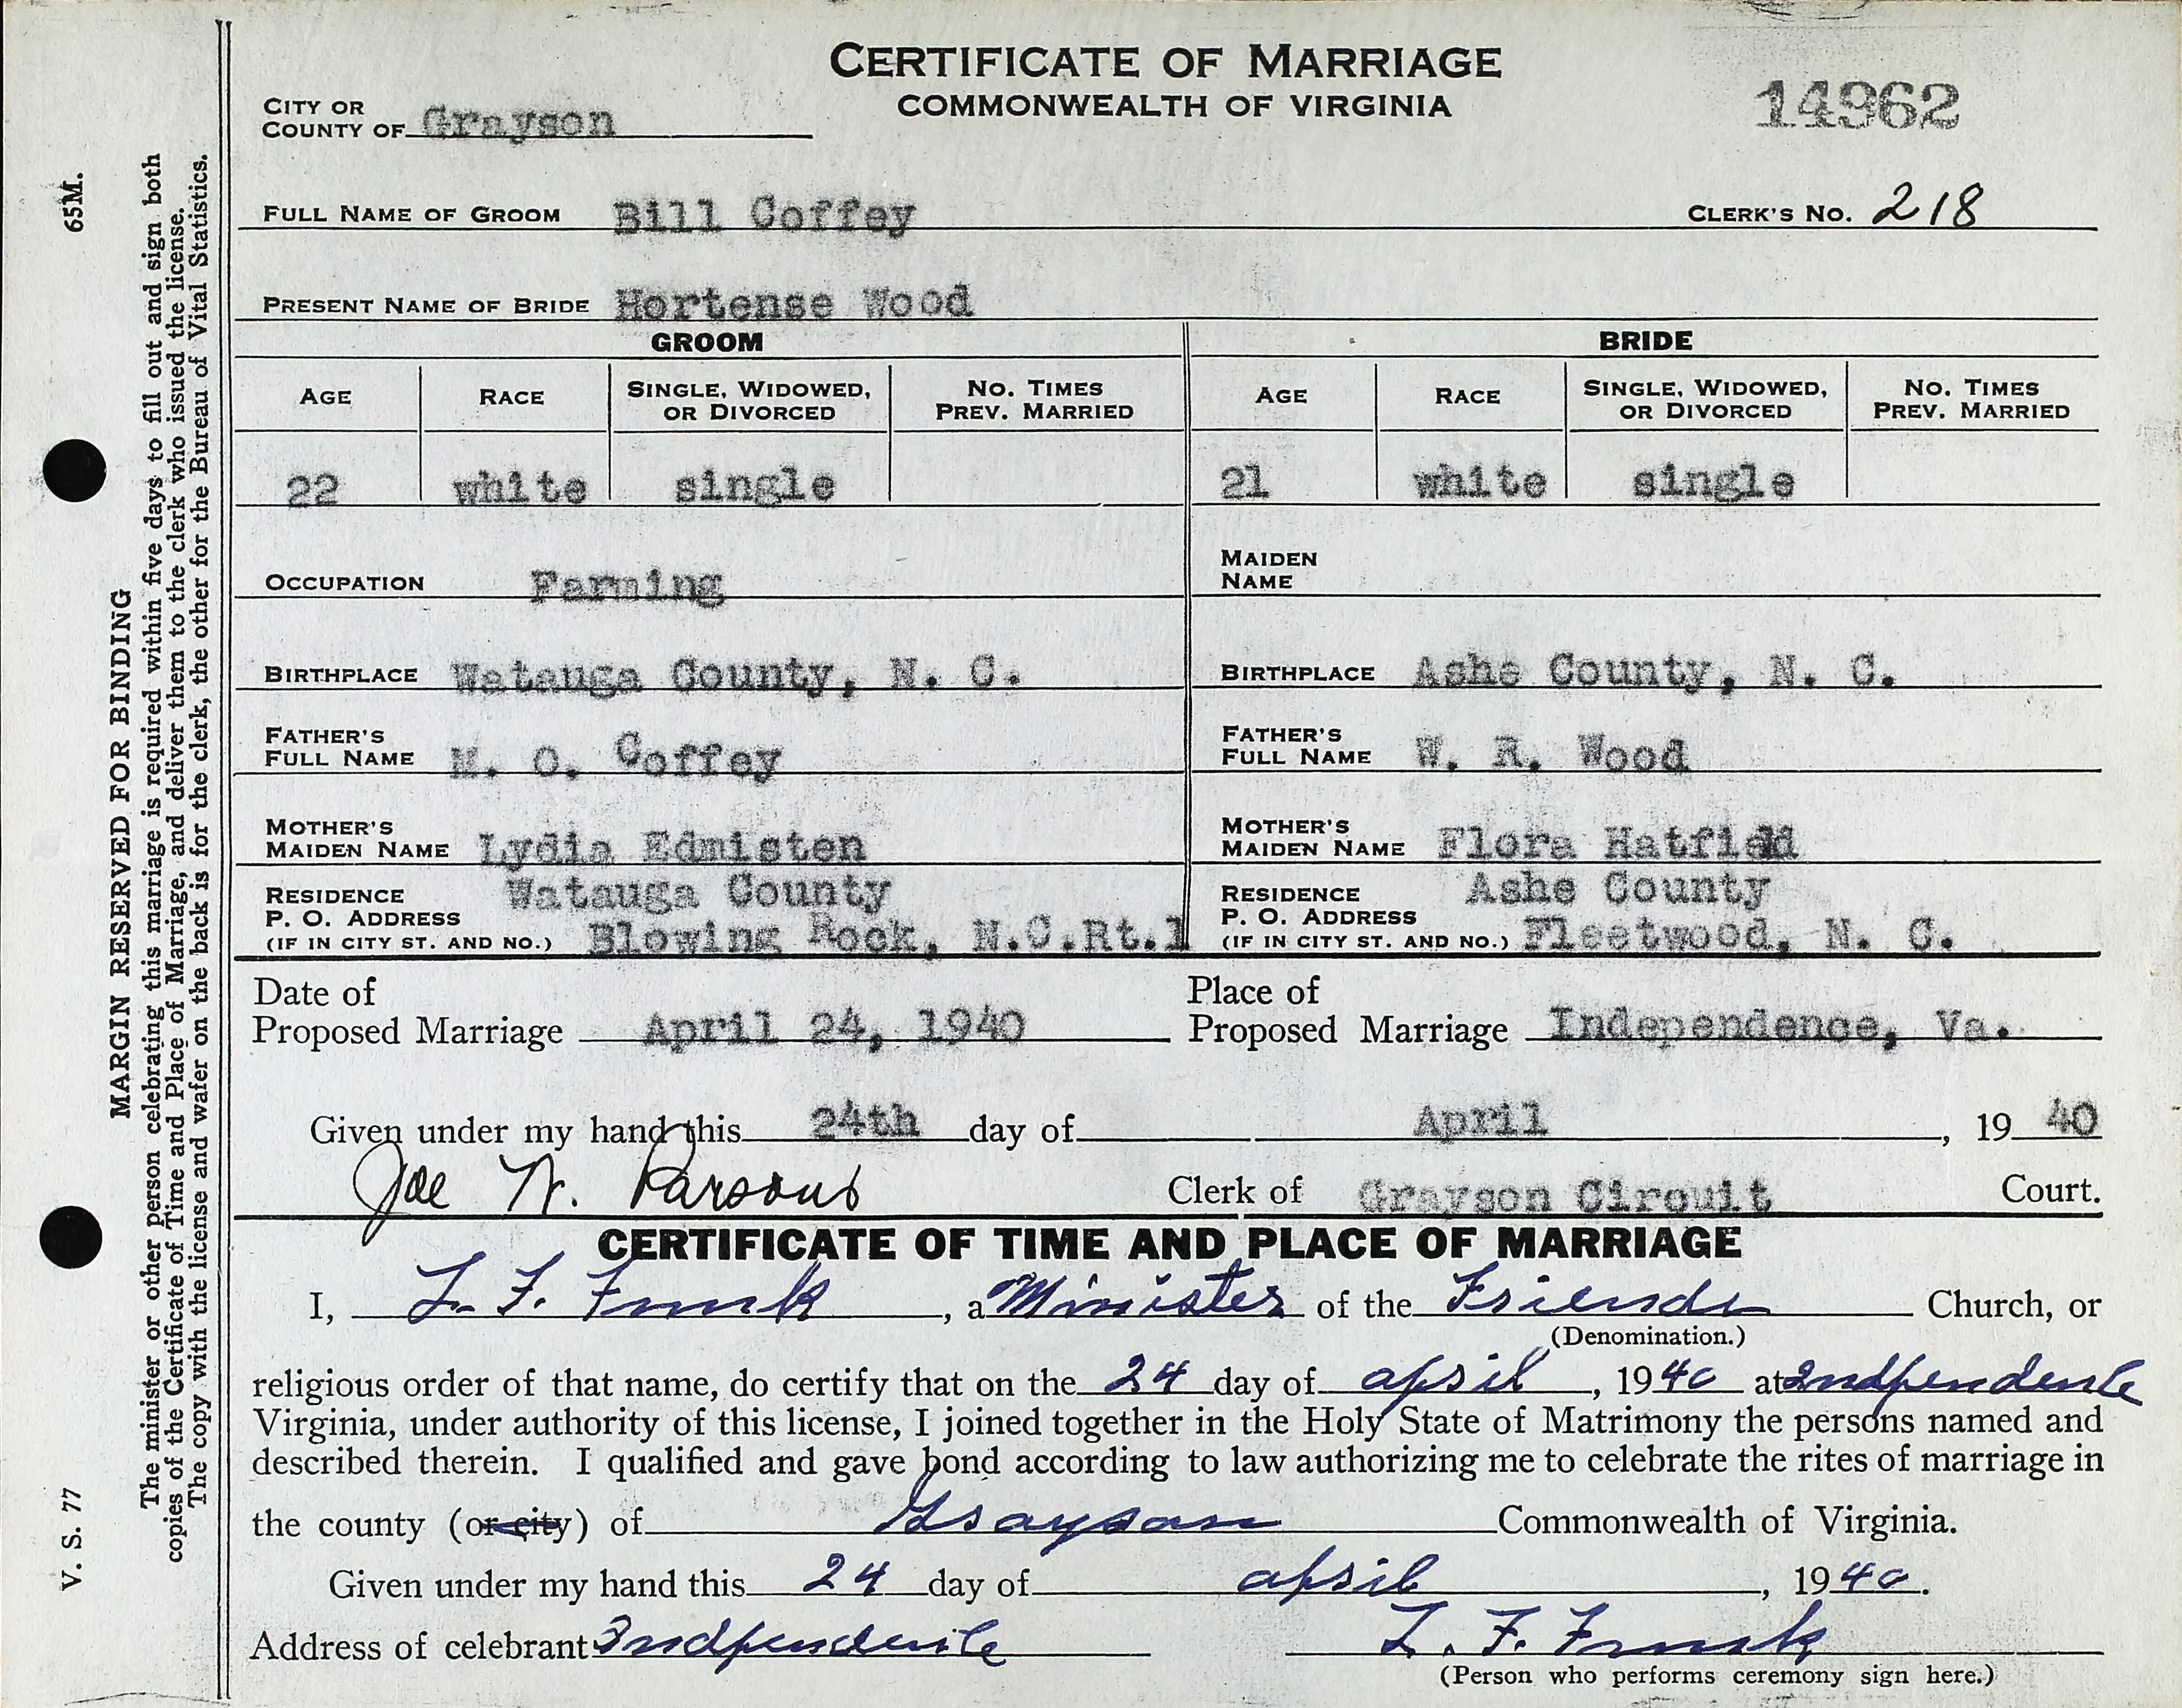 CERTIFICATE OF MARRIAGE
COMMONWEALTH OF VIRGINIA
14962
CITY OR
COUNTY OF Grayson
FULL NAME OF GROOM Bill Coffey CLERK'S NO. 218
PRESENT NAME OF BRIDE Hortense Wood
GROOM BRIDE
AGE RACE SINGLE, WIDOWED, OR DIVORCED NO. TIMES PREV. MARRIED AGE RACE SINGLE, WIDOWED, OR DIVORCED NO. TIMES PREV. MARRIED
22 white single 21 white single
OCCUPATION Farming MAIDEN NAME
BIRTHPLACE Watauga County, N. C. BIRTHPLACE Ashe County, N. C.
FATHER'S FULL NAME M. O. Coffey FATHER'S FULL NAME W. R. Wood
MOTHER'S MAIDEN NAME Lydia Edmisten MOTHER'S MAIDEN NAME Flora Hatfield
RESIDENCE Watauga County RESIDENCE Ashe County
P. O. ADDRESS P. O. ADDRESS
(IF IN CITY ST. AND NO.) Blowing Rock, N.C.Rt.1 (IF IN CITY ST. AND NO.) Fleetwood, N. C.
Date of Place of
Proposed Marriage April 24, 1940 Proposed Marriage Independence, Va.
Given under my hand this 24th day of April, 19 40
Joe W. Parsons Clerk of Grayson Circuit Court.
CERTIFICATE OF TIME AND PLACE OF MARRIAGE
I, L. F. Funk, a Minister of the Friends Church, or
(Denomination.)
religious order of that name, do certify that on the 24 day of april, 1940 at Indpendence
Virginia, under authority of this license, I joined together in the Holy State of Matrimony the persons named and
described therein. I qualified and gave bond according to law authorizing me to celebrate the rites of marriage in
the county (or city) of Grayson Commonwealth of Virginia.
Given under my hand this 24 day of april, 1940.
Address of celebrant Indpendence L. F. Funk
(Person who performs ceremony sign here.)
65M.
V. S. 77
MARGIN RESERVED FOR BINDING
The minister or other person celebrating this marriage is required within five days to fill out and sign both
copies of the Certificate of Time and Place of Marriage, and deliver them to the clerk who issued the license.
The copy with the license and wafer on the back is for the clerk, the other for the Bureau of Vital Statistics.